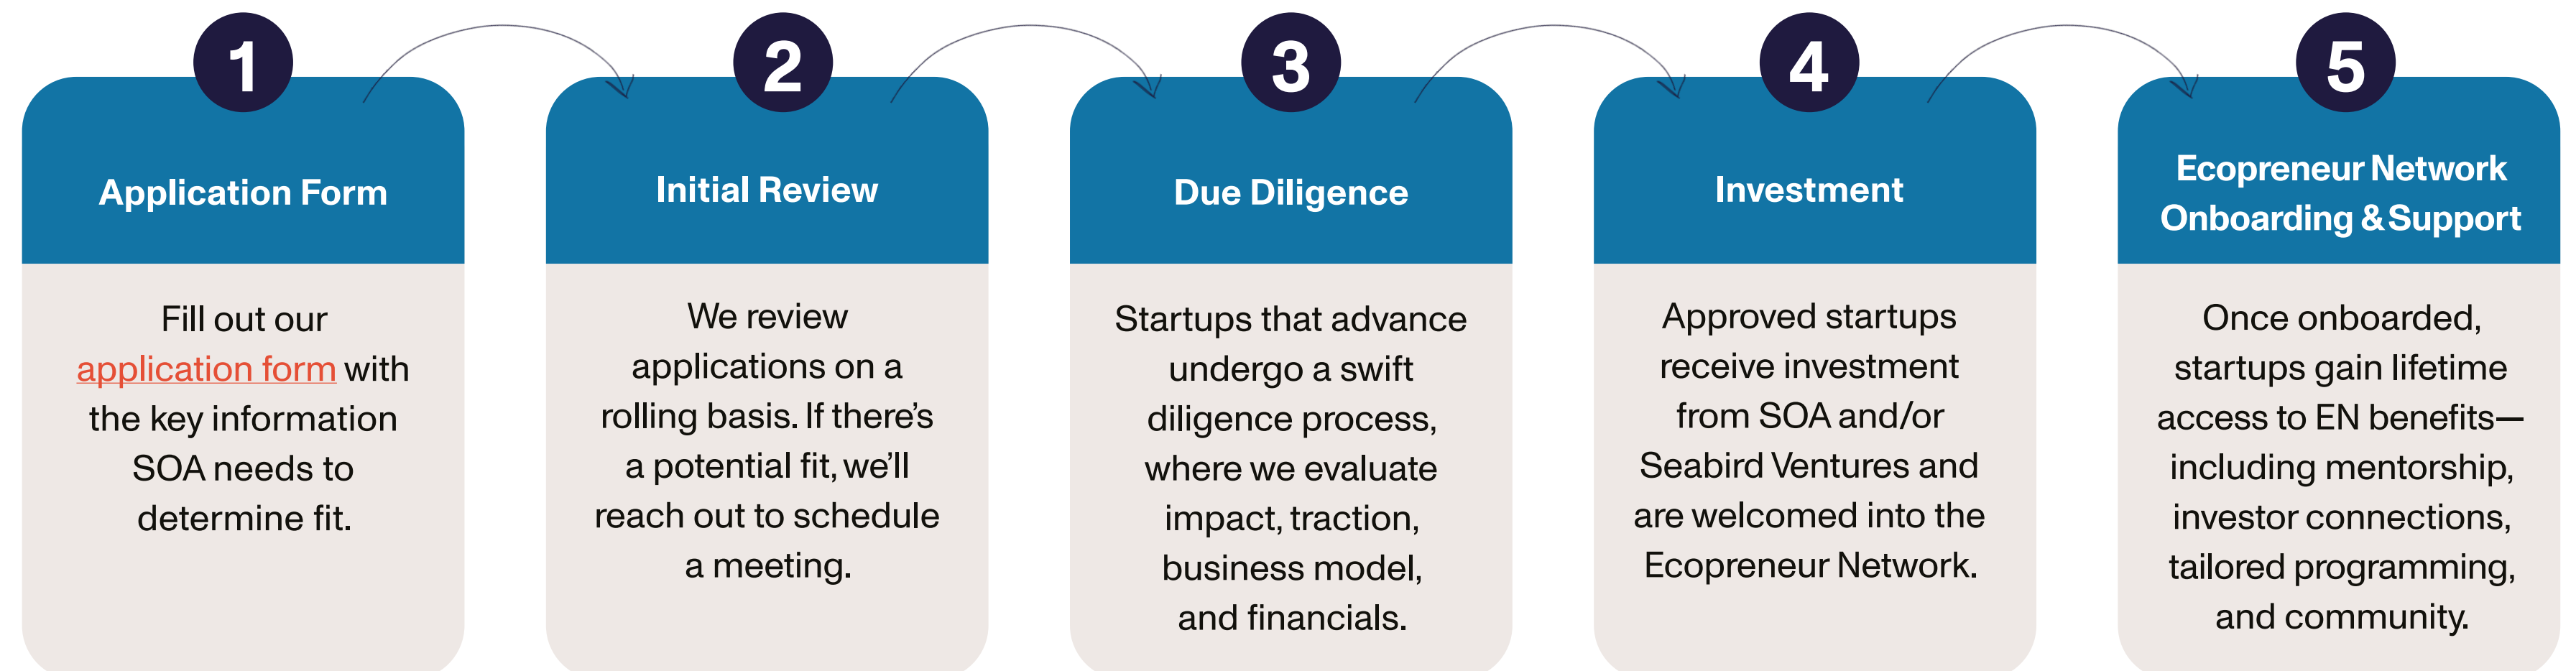 1
Application Form
Fill out our
application form with
the key information
SOA needs to
determine fit.
2
Initial Review
We review
applications on a
rolling basis. If there’s
a potential fit, we’ll
reach out to schedule
a meeting.
3
Due Diligence
Startups that advance
undergo a swift
diligence process,
where we evaluate
impact, traction,
business model,
and financials.
4
Investment
Approved startups
receive investment
from SOA and/or
Seabird Ventures and
are welcomed into the
Ecopreneur Network.
5
Ecopreneur Network
Onboarding & Support
Once onboarded,
startups gain lifetime
access to EN benefits—
including mentorship,
investor connections,
tailored programming,
and community.